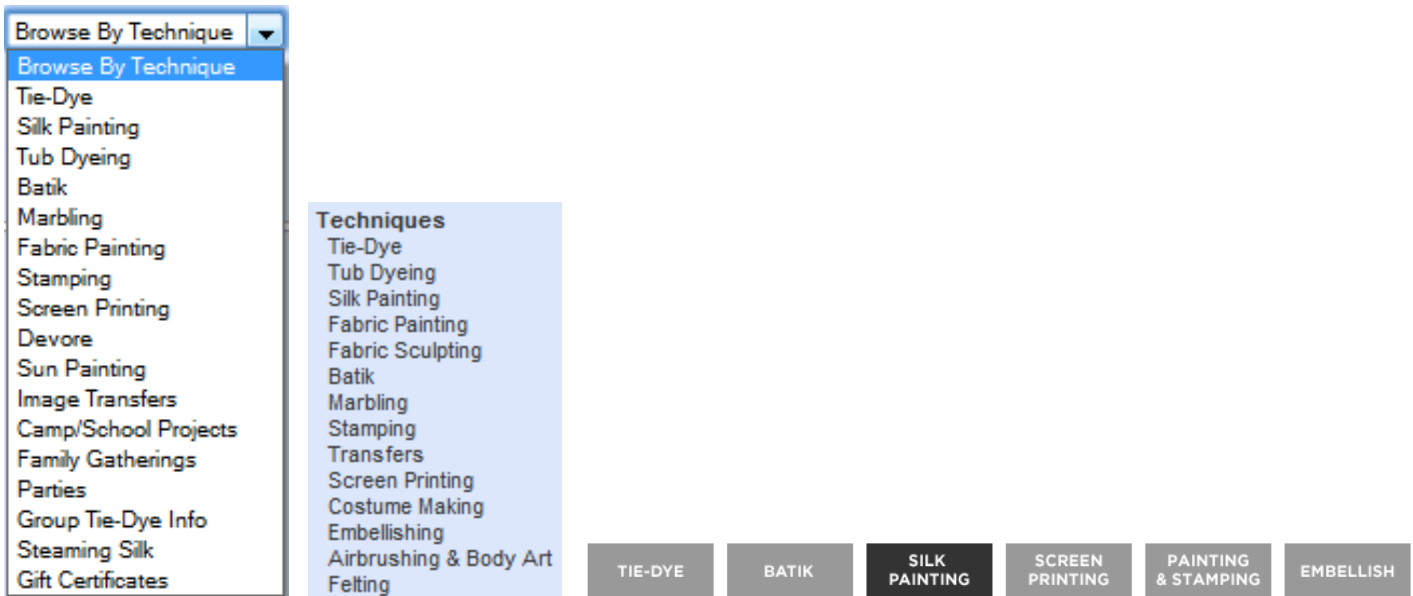 Browse By Technique
Browse By Technique
Tie-Dye
Silk Painting
Tub Dyeing
Batik
Marbling
Fabric Painting
Stamping
Screen Printing
Devore
Sun Painting
Image Transfers
Camp/School Projects
Family Gatherings
Parties
Group Tie-Dye Info
Steaming Silk
Gift Certificates
Techniques
Tie-Dye
Tub Dyeing
Silk Painting
Fabric Painting
Fabric Sculpting
Batik
Marbling
Stamping
Transfers
Screen Printing
Costume Making
Embellishing
Airbrushing & Body Art
Felting
TIE-DYE
BATIK
SILK
PAINTING
SCREEN
PRINTING
PAINTING
& STAMPING
EMBELLISH